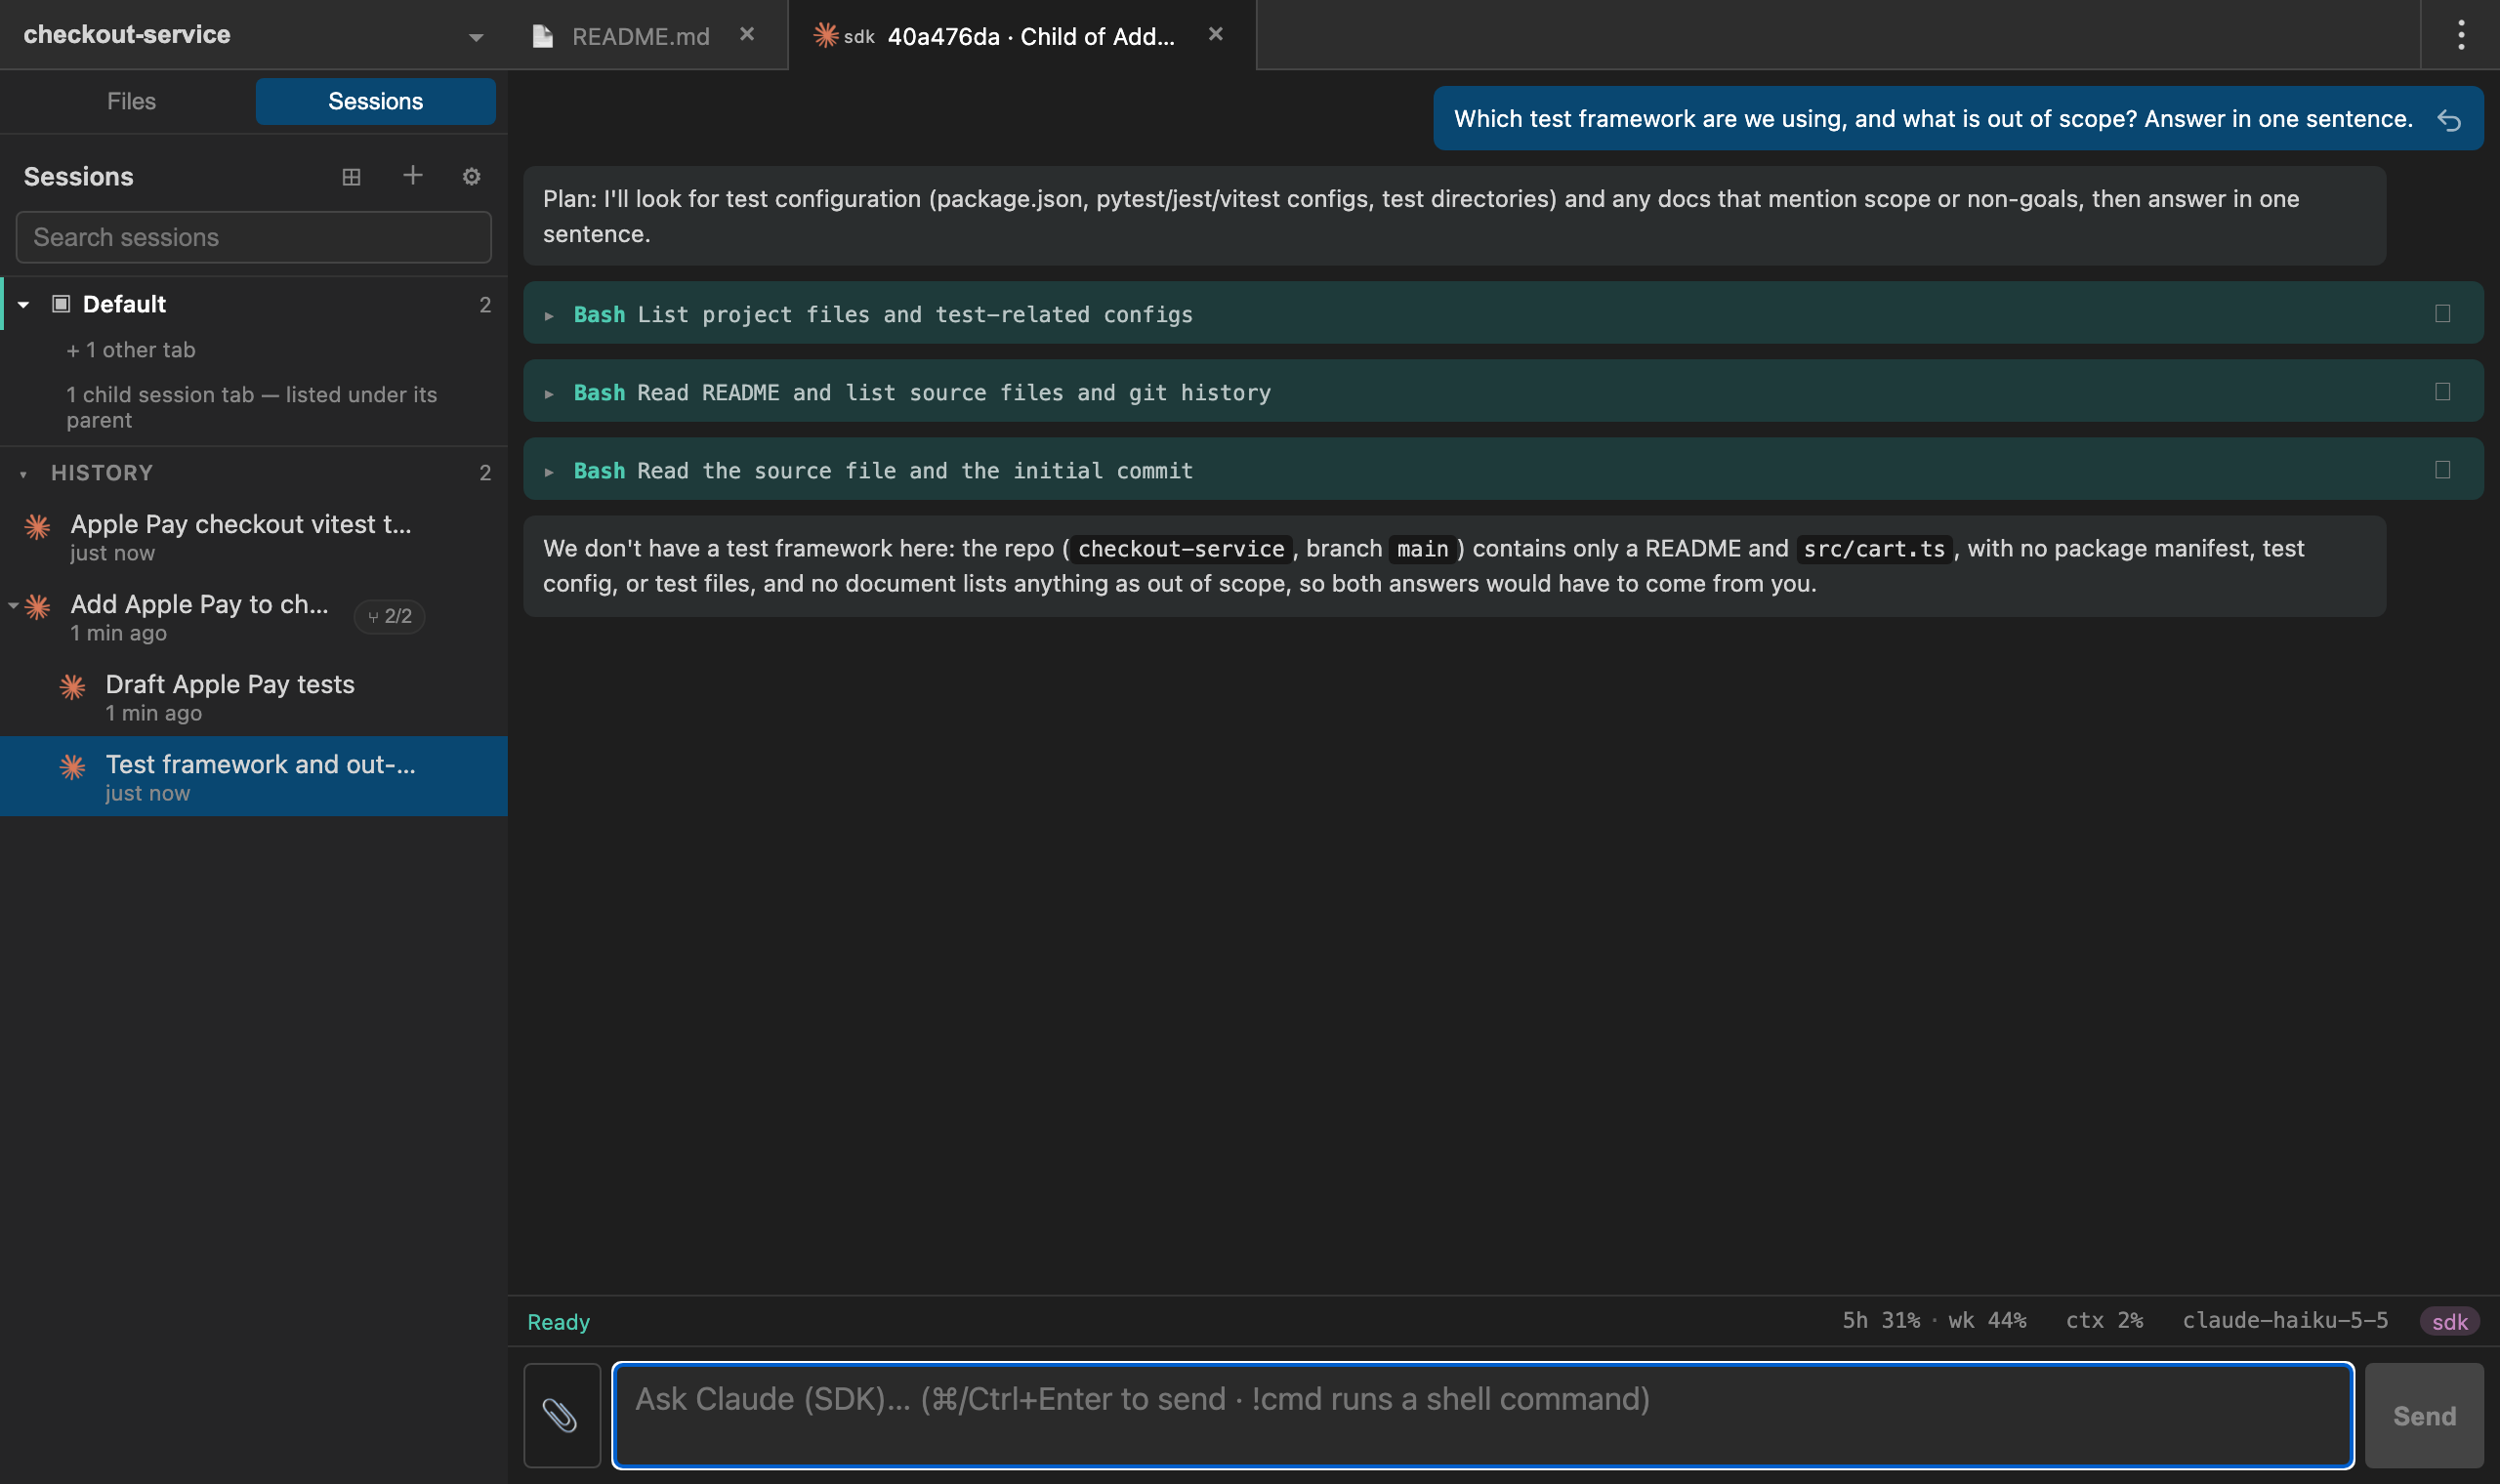 checkout-service
README.md
sdk 40a476da · Child of Add...
Files
Sessions
Sessions
Search sessions
Default 2
+ 1 other tab
1 child session tab — listed under its
parent
HISTORY 2
Apple Pay checkout vitest t...
just now
Add Apple Pay to ch...
2/2
1 min ago
Draft Apple Pay tests
1 min ago
Test framework and out-...
just now
Which test framework are we using, and what is out of scope? Answer in one sentence.
Plan: I'll look for test configuration (package.json, pytest/jest/vitest configs, test directories) and any docs that mention scope or non-goals, then answer in one
sentence.
Bash List project files and test-related configs
Bash Read README and list source files and git history
Bash Read the source file and the initial commit
We don't have a test framework here: the repo (checkout-service, branch main) contains only a README and src/cart.ts, with no package manifest, test
config, or test files, and no document lists anything as out of scope, so both answers would have to come from you.
Ready
5h 31% · wk 44% ctx 2% claude-haiku-5-5 sdk
Ask Claude (SDK)... (⌘/Ctrl+Enter to send · !cmd runs a shell command)
Send